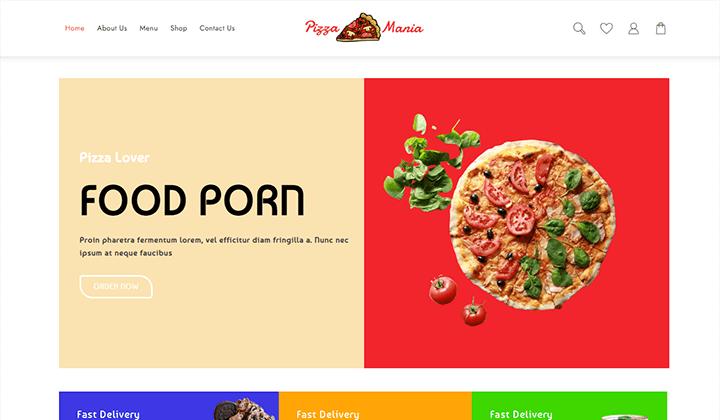 Home About Us Menu Shop Contact Us
Pizza Mania
Pizza Lover
FOOD PORN
Proin pharetra fermentum lorem, vel efficitur diam fringilla a. Nunc nec
ipsum at neque faucibus
ORDER NOW
Fast Delivery
Fast Delivery
Fast Delivery